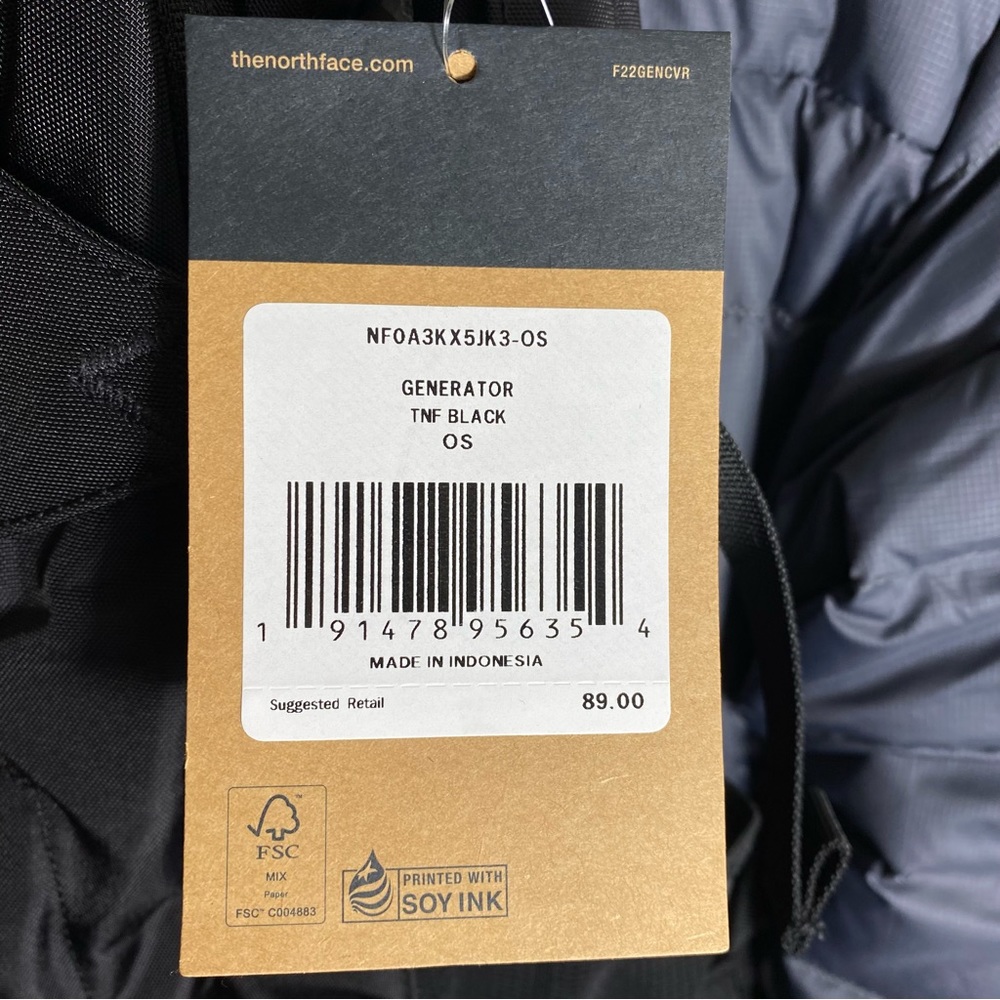 thenorthface.com
F22GENCVR
NF0A3KX5JK3-OS
GENERATOR
TNF BLACK
OS
1 91478 95635 4
MADE IN INDONESIA
Suggested Retail 89.00
FSC
MIX
Paper
FSC™ C004883
PRINTED WITH
SOY INK